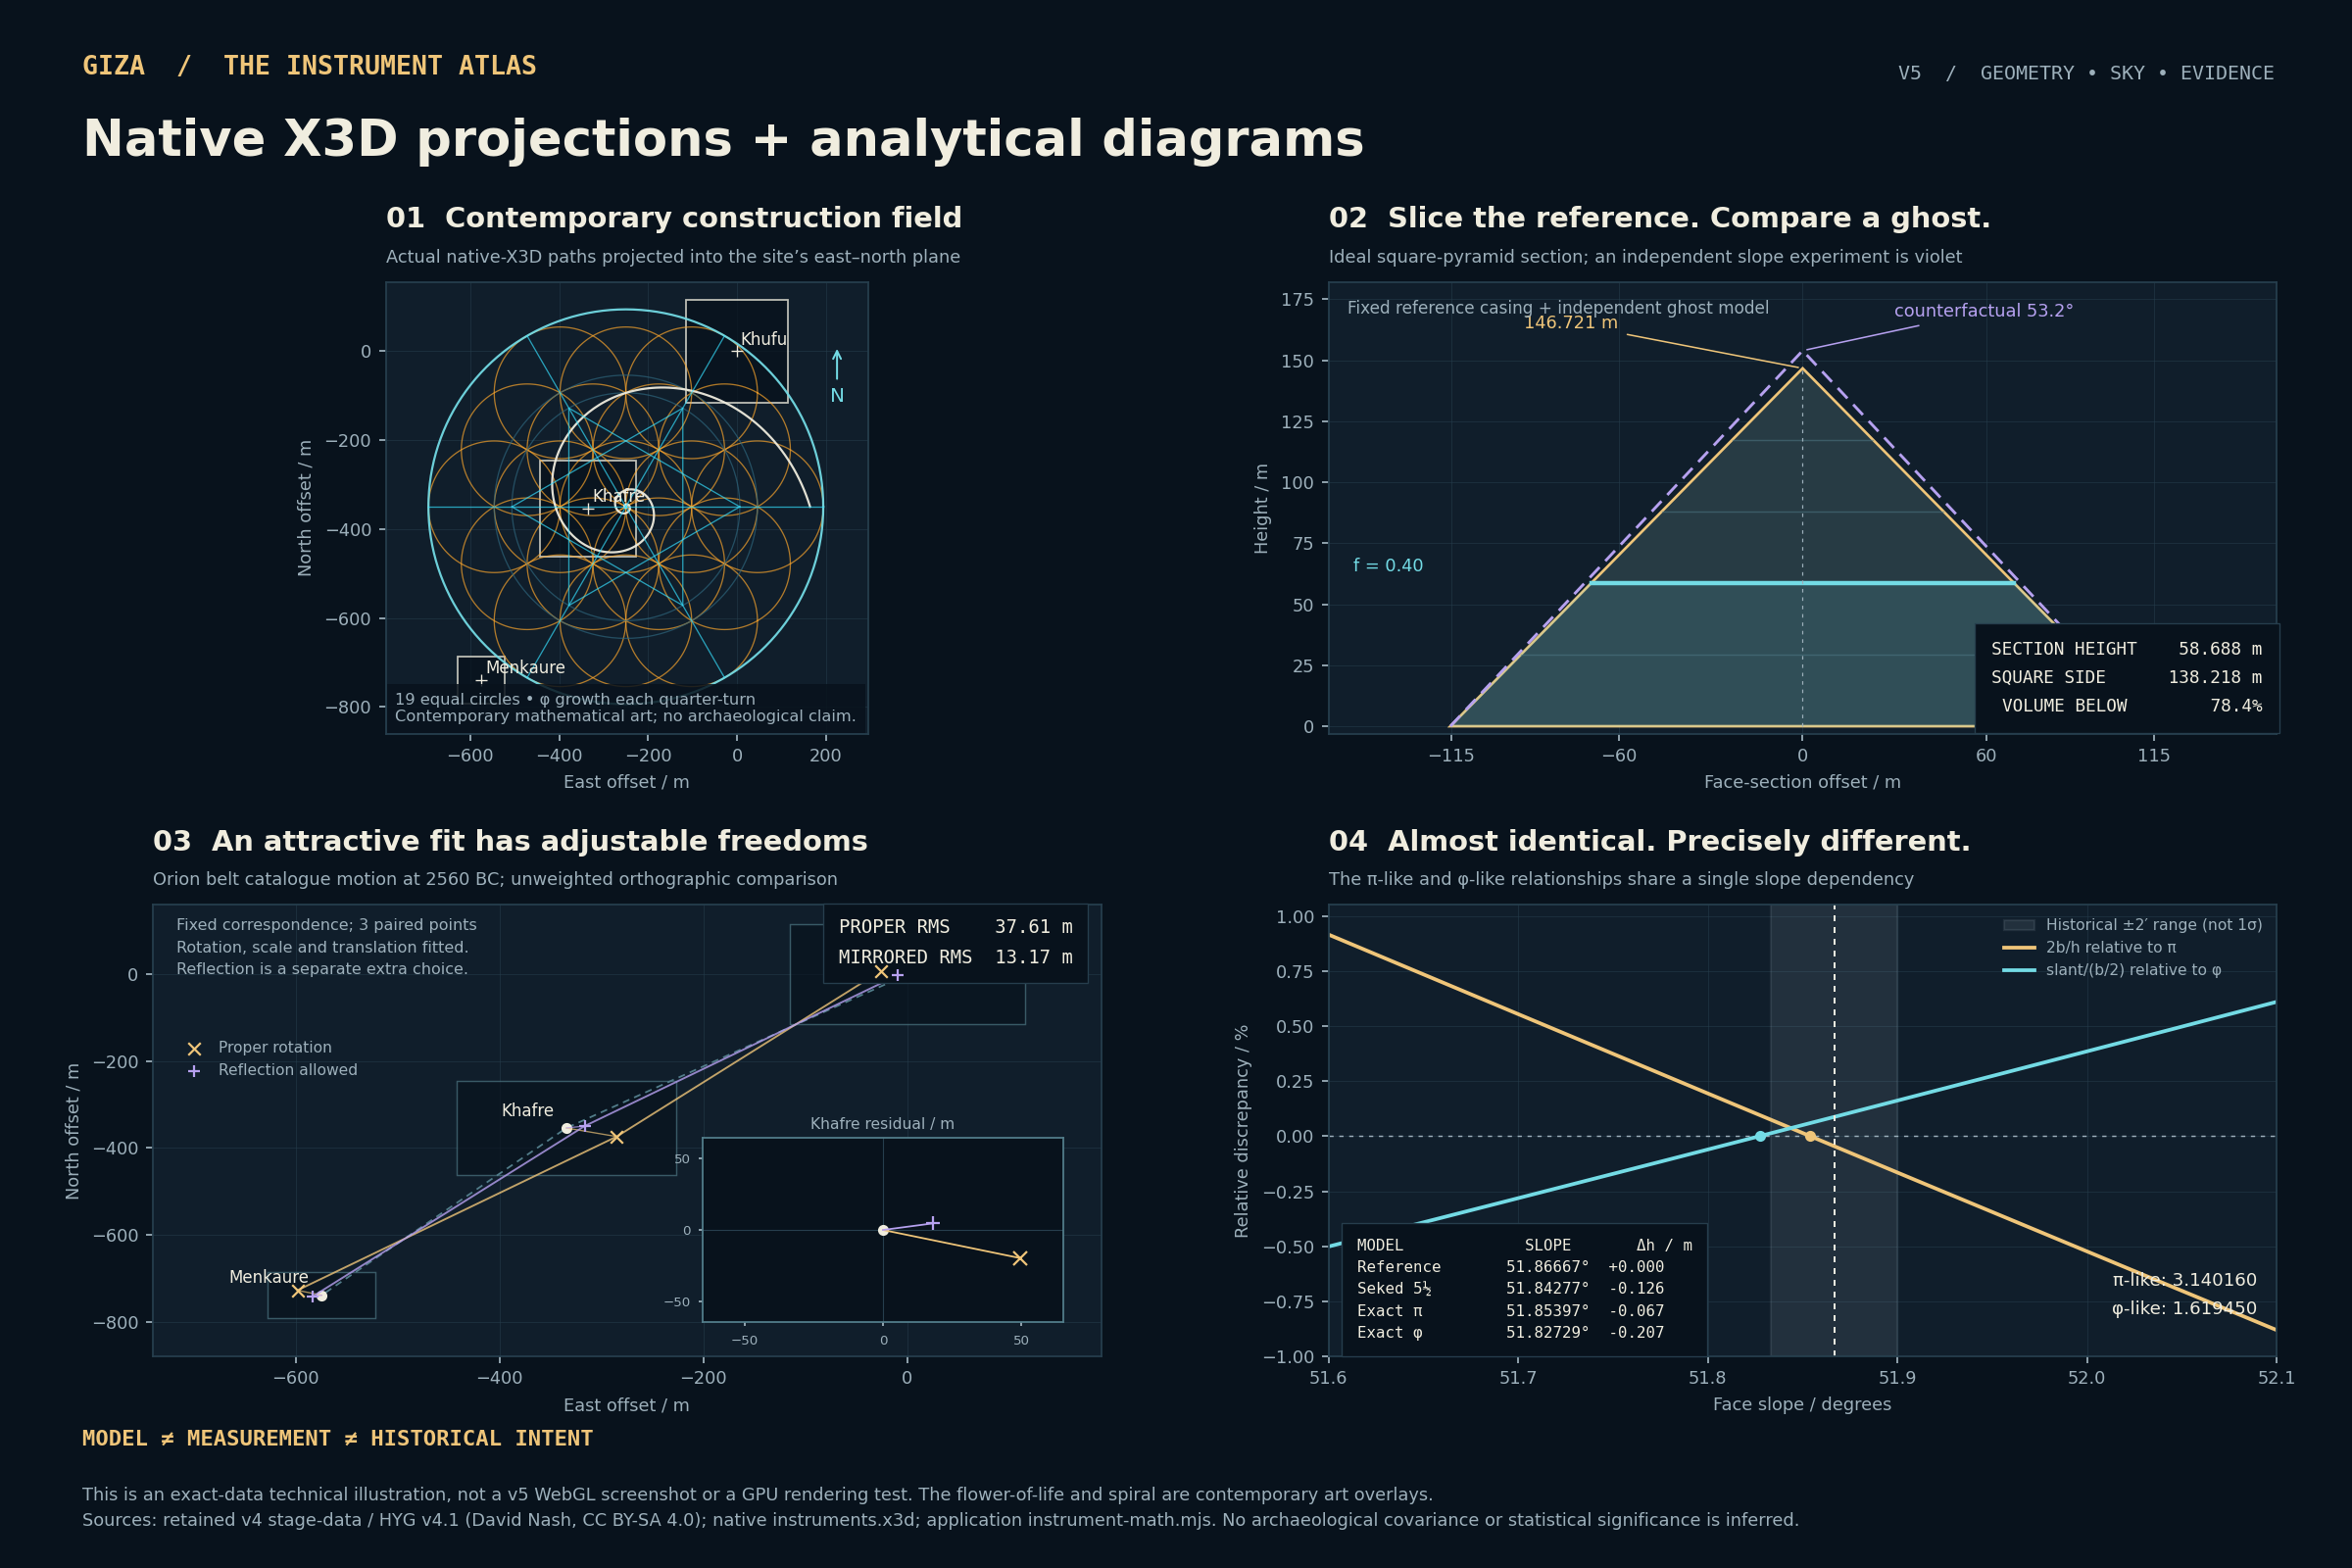 GIZA / THE INSTRUMENT ATLAS
V5 / GEOMETRY • SKY • EVIDENCE
Native X3D projections + analytical diagrams
01 Contemporary construction field
Actual native-X3D paths projected into the site’s east–north plane
Khufu
N
Khafre
Menkaure
19 equal circles • φ growth each quarter-turn
Contemporary mathematical art; no archaeological claim.
0
−200
−400
−600
−800
North offset / m
−600 −400 −200 0 200
East offset / m
02 Slice the reference. Compare a ghost.
Ideal square-pyramid section; an independent slope experiment is violet
Fixed reference casing + independent ghost model
146.721 m
counterfactual 53.2°
f = 0.40
SECTION HEIGHT 58.688 m
SQUARE SIDE 138.218 m
VOLUME BELOW 78.4%
175
150
125
100
75
50
25
0
Height / m
−115 −60 0 60 115
Face-section offset / m
03 An attractive fit has adjustable freedoms
Orion belt catalogue motion at 2560 BC; unweighted orthographic comparison
Fixed correspondence; 3 paired points
Rotation, scale and translation fitted.
Reflection is a separate extra choice.
PROPER RMS 37.61 m
MIRRORED RMS 13.17 m
Proper rotation
Reflection allowed
Khafre
Menkaure
Khafre residual / m
50
0
−50
−50 0 50
0
−200
−400
−600
−800
North offset / m
−600 −400 −200 0
East offset / m
04 Almost identical. Precisely different.
The π-like and φ-like relationships share a single slope dependency
Historical ±2′ range (not 1σ)
2b/h relative to π
slant/(b/2) relative to φ
MODEL SLOPE Δh / m
Reference 51.86667° +0.000
Seked 5½ 51.84277° -0.126
Exact π 51.85397° -0.067
Exact φ 51.82729° -0.207
π-like: 3.140160
φ-like: 1.619450
1.00
0.75
0.50
0.25
0.00
−0.25
−0.50
−0.75
−1.00
Relative discrepancy / %
51.6 51.7 51.8 51.9 52.0 52.1
Face slope / degrees
MODEL ≠ MEASUREMENT ≠ HISTORICAL INTENT
This is an exact-data technical illustration, not a v5 WebGL screenshot or a GPU rendering test. The flower-of-life and spiral are contemporary art overlays.
Sources: retained v4 stage-data / HYG v4.1 (David Nash, CC BY-SA 4.0); native instruments.x3d; application instrument-math.mjs. No archaeological covariance or statistical significance is inferred.